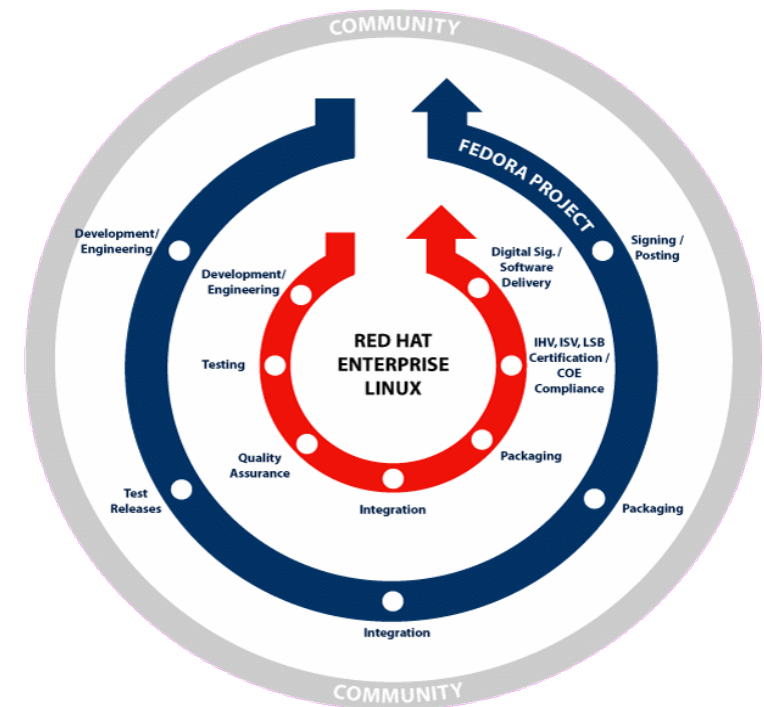 COMMUNITY
FEDORA PROJECT
Development/
Engineering
Signing /
Posting
Digital Sig. /
Software
Delivery
Development/
Engineering
RED HAT
ENTERPRISE
LINUX
IHV, ISV, LSB
Certification /
COE
Compliance
Testing
Quality
Assurance
Packaging
Integration
Test
Releases
Packaging
Integration
COMMUNITY